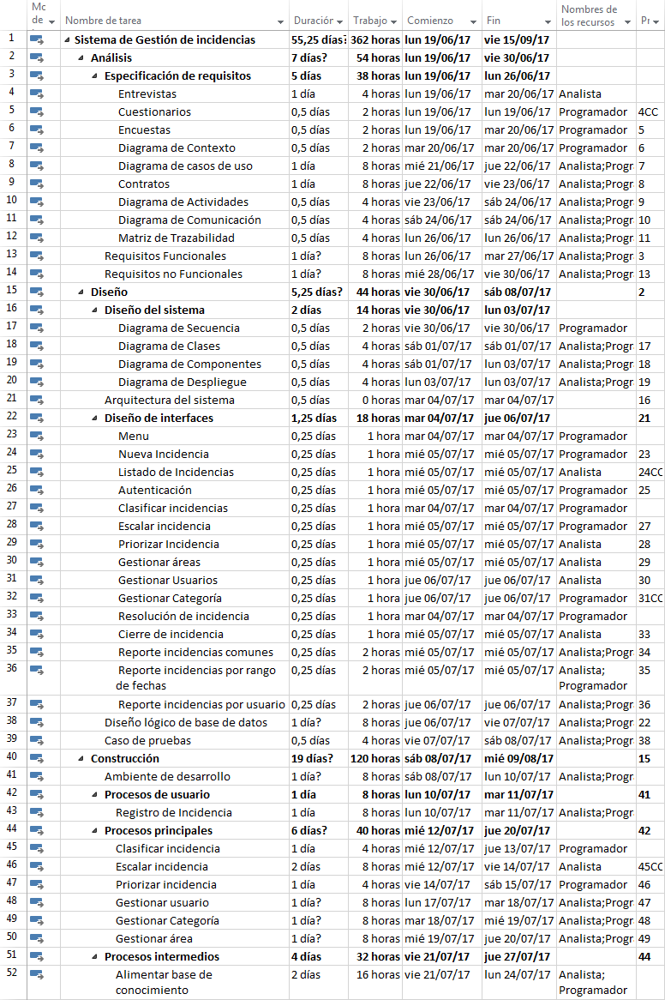 Mo de Nombre de tarea Duración Trabajo Comienzo Fin Nombres de los recursos Pr
1 Sistema de Gestión de incidencias 55,25 días? 362 horas lun 19/06/17 vie 15/09/17
2 Análisis 7 días? 54 horas lun 19/06/17 vie 30/06/17
3 Especificación de requisitos 5 días 38 horas lun 19/06/17 lun 26/06/17
4 Entrevistas 1 día 4 horas lun 19/06/17 mar 20/06/17 Analista
5 Cuestionarios 0,5 días 2 horas lun 19/06/17 lun 19/06/17 Programador 4CC
6 Encuestas 0,5 días 2 horas lun 19/06/17 mar 20/06/17 Programador 5
7 Diagrama de Contexto 0,5 días 2 horas mar 20/06/17 mar 20/06/17 Programador 6
8 Diagrama de casos de uso 1 día 8 horas mié 21/06/17 jue 22/06/17 Analista;Progr 7
9 Contratos 1 día 8 horas jue 22/06/17 vie 23/06/17 Analista;Progr 8
10 Diagrama de Actividades 0,5 días 4 horas vie 23/06/17 sáb 24/06/17 Analista;Progr 9
11 Diagrama de Comunicación 0,5 días 4 horas sáb 24/06/17 sáb 24/06/17 Analista;Progr 10
12 Matriz de Trazabilidad 0,5 días 4 horas lun 26/06/17 lun 26/06/17 Analista;Progr 11
13 Requisitos Funcionales 1 día? 8 horas lun 26/06/17 mar 27/06/17 Analista;Progr 3
14 Requisitos no Funcionales 1 día? 8 horas mié 28/06/17 vie 30/06/17 Analista;Progr 13
15 Diseño 5,25 días? 44 horas vie 30/06/17 sáb 08/07/17 2
16 Diseño del sistema 2 días 14 horas vie 30/06/17 lun 03/07/17
17 Diagrama de Secuencia 0,5 días 2 horas vie 30/06/17 vie 30/06/17 Programador
18 Diagrama de Clases 0,5 días 4 horas sáb 01/07/17 sáb 01/07/17 Analista;Progr 17
19 Diagrama de Componentes 0,5 días 4 horas sáb 01/07/17 lun 03/07/17 Analista;Progr 18
20 Diagrama de Despliegue 0,5 días 4 horas lun 03/07/17 lun 03/07/17 Analista;Progr 19
21 Arquitectura del sistema 0,5 días 0 horas mar 04/07/17 mar 04/07/17 16
22 Diseño de interfaces 1,25 días 18 horas mar 04/07/17 jue 06/07/17 21
23 Menu 0,25 días 1 hora mar 04/07/17 mar 04/07/17 Programador
24 Nueva Incidencia 0,25 días 1 hora mié 05/07/17 mié 05/07/17 Programador 23
25 Listado de Incidencias 0,25 días 1 hora mié 05/07/17 mié 05/07/17 Analista 24CC
26 Autenticación 0,25 días 1 hora mié 05/07/17 mié 05/07/17 Programador 25
27 Clasificar incidencias 0,25 días 1 hora mar 04/07/17 mar 04/07/17 Programador
28 Escalar incidencia 0,25 días 1 hora mié 05/07/17 mié 05/07/17 Programador 27
29 Priorizar Incidencia 0,25 días 1 hora mié 05/07/17 mié 05/07/17 Analista 28
30 Gestionar áreas 0,25 días 1 hora mié 05/07/17 mié 05/07/17 Analista 29
31 Gestionar Usuarios 0,25 días 1 hora jue 06/07/17 jue 06/07/17 Analista 30
32 Gestionar Categoría 0,25 días 1 hora jue 06/07/17 jue 06/07/17 Programador 31CC
33 Resolución de incidencia 0,25 días 1 hora mar 04/07/17 mar 04/07/17 Programador
34 Cierre de incidencia 0,25 días 1 hora mié 05/07/17 mié 05/07/17 Analista 33
35 Reporte incidencias comunes 0,25 días 2 horas mié 05/07/17 mié 05/07/17 Analista;Progr 34
36 Reporte incidencias por rango de fechas 0,25 días 2 horas mié 05/07/17 mié 05/07/17 Analista; Programador 35
37 Reporte incidencias por usuario 0,25 días 2 horas jue 06/07/17 jue 06/07/17 Analista;Progr 36
38 Diseño lógico de base de datos 1 día? 8 horas jue 06/07/17 vie 07/07/17 Analista;Progr 22
39 Caso de pruebas 0,5 días 4 horas vie 07/07/17 sáb 08/07/17 Analista;Progr 38
40 Construcción 19 días? 120 horas sáb 08/07/17 mié 09/08/17 15
41 Ambiente de desarrollo 1 día? 8 horas sáb 08/07/17 lun 10/07/17 Analista;Progr
42 Procesos de usuario 1 día 8 horas lun 10/07/17 mar 11/07/17 41
43 Registro de Incidencia 1 día 8 horas lun 10/07/17 mar 11/07/17 Analista;Progr
44 Procesos principales 6 días? 40 horas mié 12/07/17 jue 20/07/17 42
45 Clasificar incidencia 1 día 4 horas mié 12/07/17 jue 13/07/17 Programador
46 Escalar incidencia 2 días 8 horas mié 12/07/17 vie 14/07/17 Analista 45CC
47 Priorizar incidencia 1 día 4 horas vie 14/07/17 sáb 15/07/17 Programador 46
48 Gestionar usuario 1 día? 8 horas lun 17/07/17 mar 18/07/17 Analista;Progr 47
49 Gestionar Categoría 1 día? 8 horas mar 18/07/17 mié 19/07/17 Analista;Progr 48
50 Gestionar área 1 día? 8 horas mié 19/07/17 jue 20/07/17 Analista;Progr 49
51 Procesos intermedios 4 días 32 horas vie 21/07/17 jue 27/07/17 44
52 Alimentar base de conocimiento 2 días 16 horas vie 21/07/17 lun 24/07/17 Analista; Programador